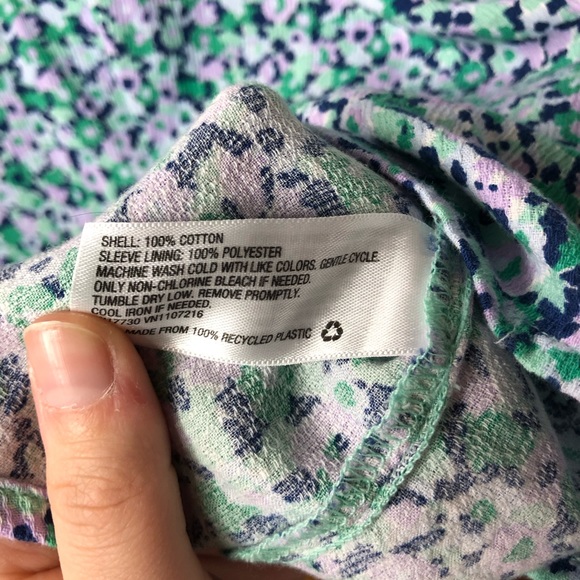 SHELL: 100% COTTON
SLEEVE LINING: 100% POLYESTER
MACHINE WASH COLD WITH LIKE COLORS. GENTLE CYCLE.
ONLY NON-CHLORINE BLEACH IF NEEDED.
TUMBLE DRY LOW. REMOVE PROMPTLY.
COOL IRON IF NEEDED.
VN1107216
MADE FROM 100% RECYCLED PLASTIC